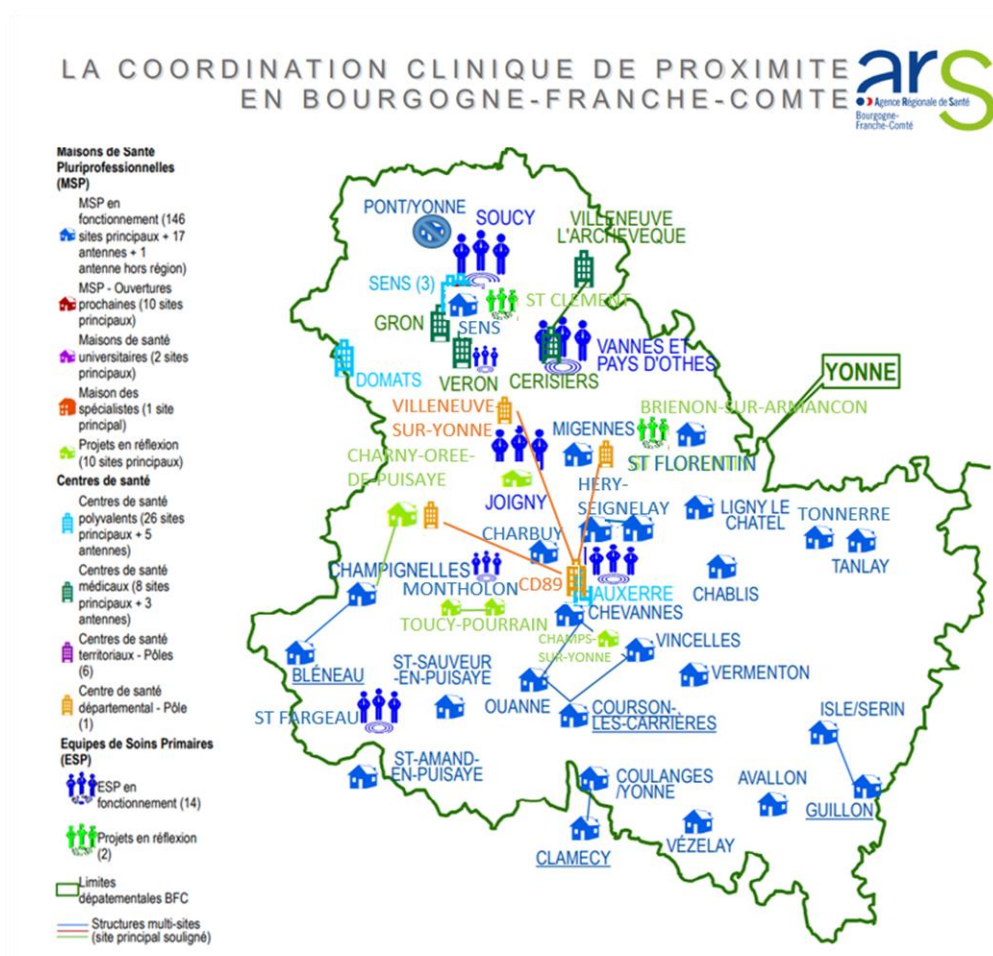 LA COORDINATION CLINIQUE DE PROXIMITE
EN BOURGOGNE-FRANCHE-COMTE
ars
Agence Régionale de Santé
Bourgogne-
Franche-Comté
Maisons de Santé
Pluriprofessionnelles
(MSP)
MSP en
fonctionnement (146
sites principaux + 17
antennes + 1
antenne hors région)
MSP - Ouvertures
prochaines (10 sites
principaux)
Maisons de santé
universitaires (2 sites
principaux)
Maison des
spécialistes (1 site
principal)
Projets en réflexion
(10 sites principaux)
Centres de santé
Centres de santé
polyvalents (26 sites
principaux + 5
antennes)
Centres de santé
médicaux (8 sites
principaux + 3
antennes)
Centres de santé
territoriaux - Pôles
(6)
Centre de santé
départemental - Pôle
(1)
Equipes de Soins Primaires
(ESP)
ESP en
fonctionnement (14)
Projets en réflexion
(2)
Limites
dépatementales BFC
Structures multi-sites
(site principal souligné)
PONT/YONNE
SOUCY
VILLENEUVE
L'ARCHEVEQUE
SENS (3)
ST CLEMENT
GRON
SENS
VANNES ET
PAYS D'OTHES
DOMATS
VERON
CERISIERS
YONNE
VILLENEUVE
SUR-YONNE
BRIENON-SUR-ARMANCON
MIGENNES
CHARNY-OREE-
DE-PUISAYE
ST FLORENTIN
JOIGNY
HERY-
SEIGNELAY
LIGNY LE
CHATEL
TONNERRE
CHARBUY
TANLAY
CHAMPIGNELLES
MONTHOLON
CD89
AUXERRE
CHABLIS
CHEVANNES
TOUCY-POURRAIN
CHAMPS-
SUR-YONNE
VINCELLES
BLÉNEAU
ST-SAUVEUR
-EN-PUISAYE
VERMENTON
OUANNE
COURSON-
LES-CARRIÈRES
ST FARGEAU
ISLE/SERIN
ST-AMAND-
EN-PUISAYE
COULANGES
/YONNE
AVALLON
GUILLON
VÉZELAY
CLAMECY